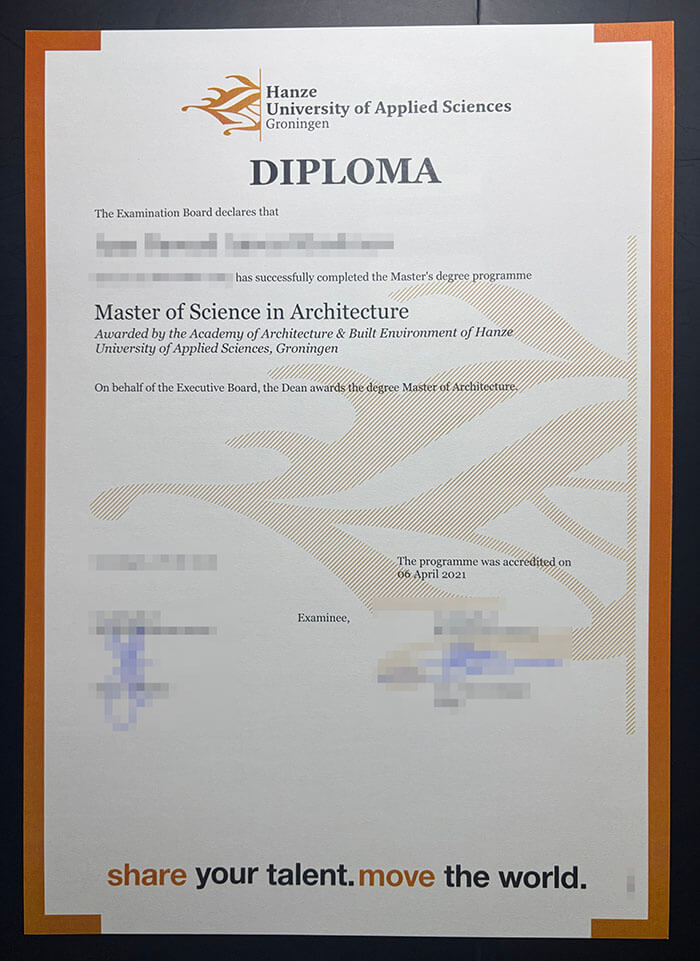 Hanze
University of Applied Sciences
Groningen
DIPLOMA
The Examination Board declares that
has successfully completed the Master's degree programme
Master of Science in Architecture
Awarded by the Academy of Architecture & Built Environment of Hanze
University of Applied Sciences, Groningen
On behalf of the Executive Board, the Dean awards the degree Master of Architecture.
The programme was accredited on
06 April 2021
Examinee,
share your talent. move the world.